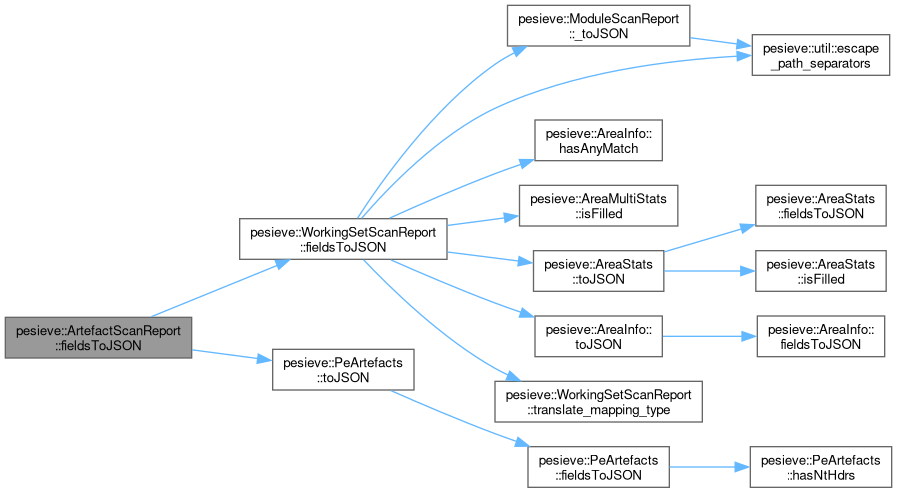 pesieve::ModuleScanReport
::_toJSON
pesieve::util::escape
_path_separators
pesieve::AreaInfo::
hasAnyMatch
pesieve::AreaMultiStats
::isFilled
pesieve::AreaStats
::fieldsToJSON
pesieve::WorkingSetScanReport
::fieldsToJSON
pesieve::AreaStats
::toJSON
pesieve::AreaStats
::isFilled
pesieve::ArtefactScanReport
::fieldsToJSON
pesieve::AreaInfo::
toJSON
pesieve::AreaInfo::
fieldsToJSON
pesieve::PeArtefacts
::toJSON
pesieve::WorkingSetScanReport
::translate_mapping_type
pesieve::PeArtefacts
::fieldsToJSON
pesieve::PeArtefacts
::hasNtHdrs